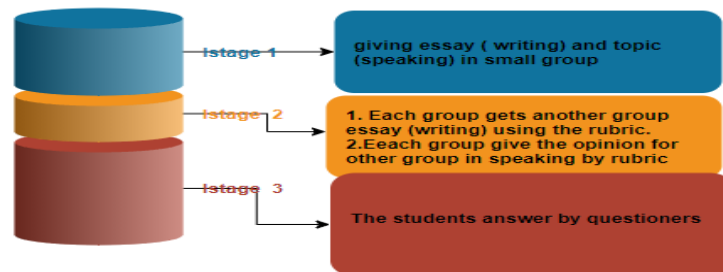 Istage 1
giving essay ( writing) and topic
(speaking) in small group
Istage 2
1. Each group gets another group
essay (writing) using the rubric.
2.Eeach group give the opinion for
other group in speaking by rubric
Istage 3
The students answer by questioners